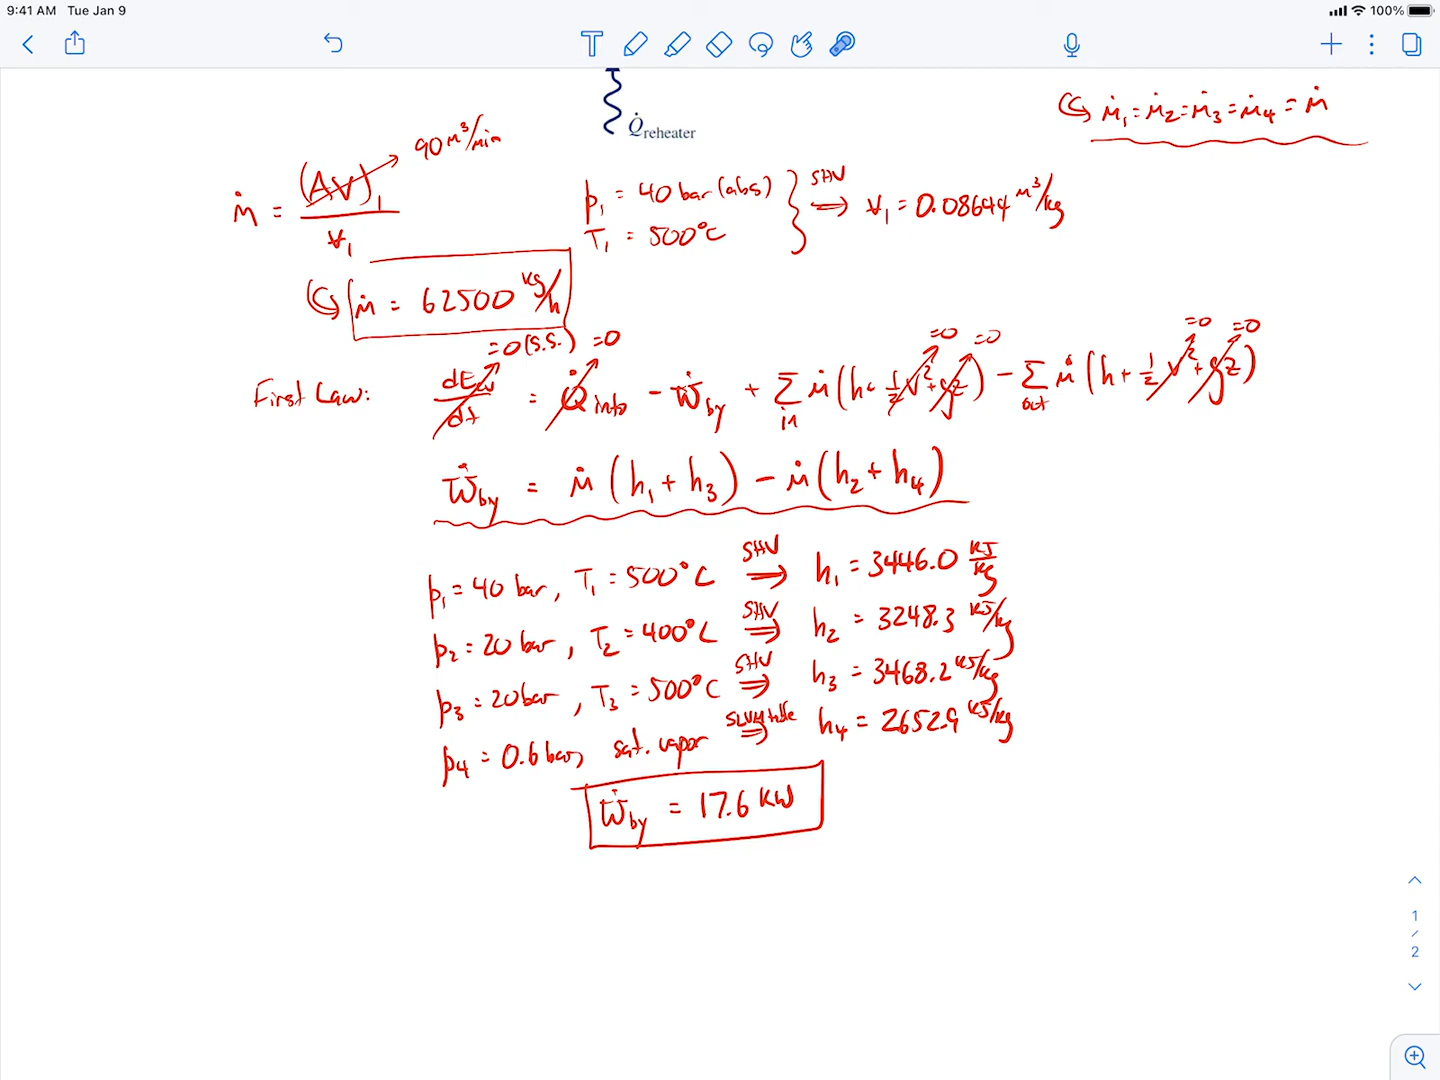 9:41 AM Tue Jan 9
100%
Q̇reheater
↳ ṁ₁ = ṁ₂ = ṁ₃ = ṁ₄ = ṁ
ṁ = (AV)₁ / v₁
90 m³/min
p₁ = 40 bar (abs)
T₁ = 500°C
SHV
⇒ v₁ = 0.08644 m³/kg
↳ ṁ = 62500 kg/h
=0 (S.S.) =0 =0 =0 =0 =0
First Law: dEcv/dt = Q̇into - Ẇby + Σin ṁ(h + ½V² + gz) - Σout ṁ(h + ½V² + gz)
Ẇby = ṁ(h₁ + h₃) - ṁ(h₂ + h₄)
p₁ = 40 bar, T₁ = 500°C SHV ⇒ h₁ = 3446.0 kJ/kg
p₂ = 20 bar, T₂ = 400°C SHV ⇒ h₂ = 3248.3 kJ/kg
p₃ = 20 bar, T₃ = 500°C SHV ⇒ h₃ = 3468.2 kJ/kg
p₄ = 0.6 bar, sat. vapor SLVM table ⇒ h₄ = 2652.9 kJ/kg
Ẇby = 17.6 kW
1
/
2